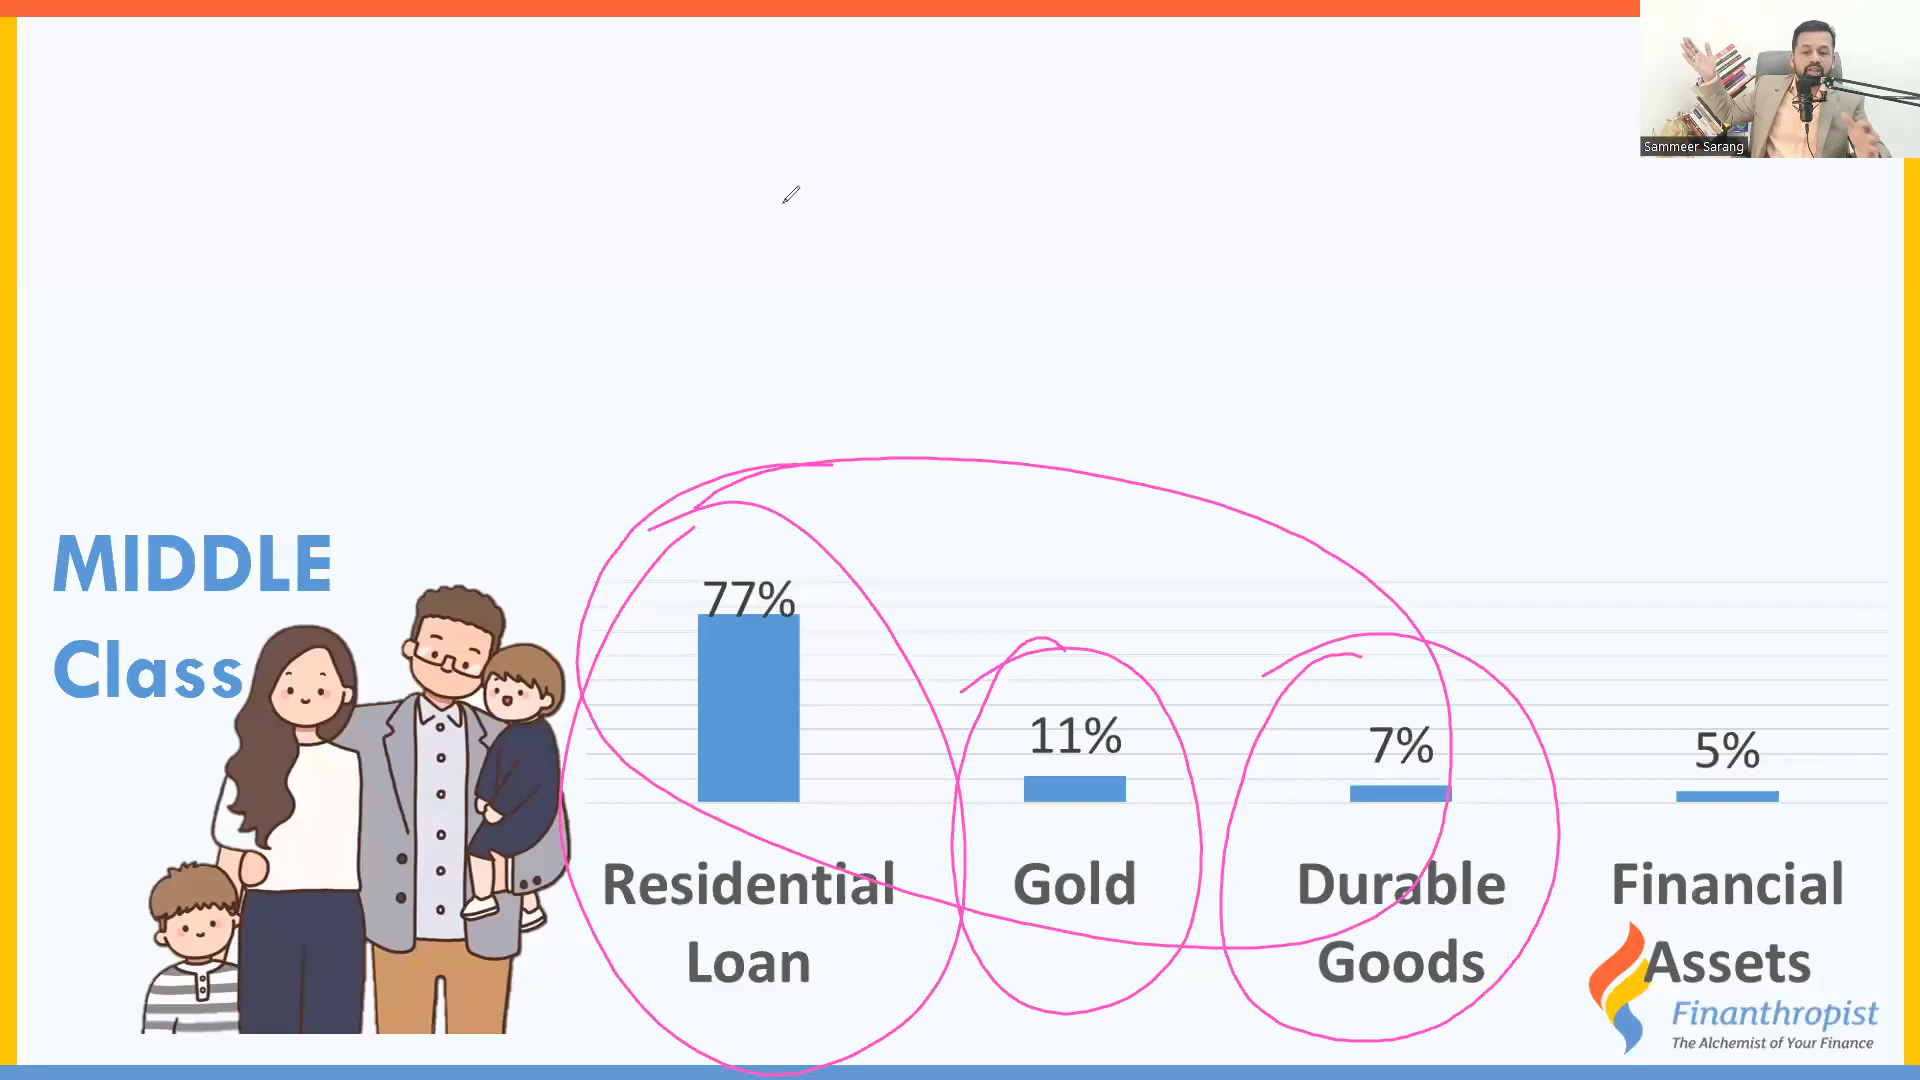 Sammeer Sarang
MIDDLE
Class
77%
11%
7%
5%
Residential
Loan
Gold
Durable
Goods
Financial
Assets
Finanthropist
The Alchemist of Your Finance